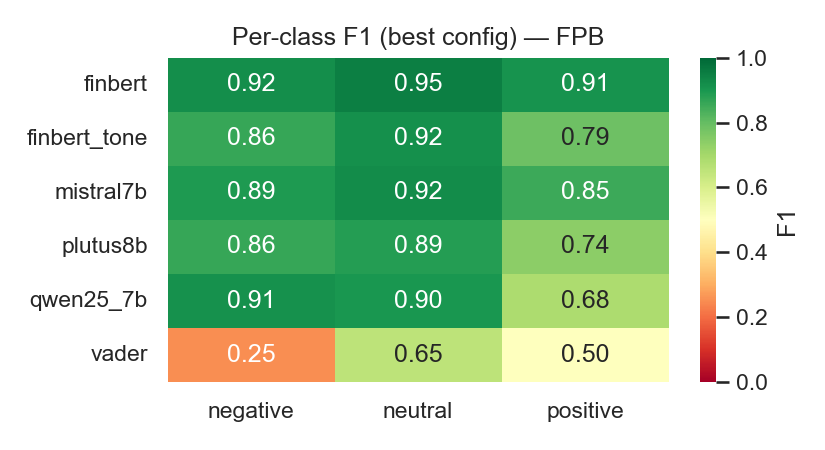 Per-class F1 (best config) — FPB
finbert 0.92 0.95 0.91
finbert_tone 0.86 0.92 0.79
mistral7b 0.89 0.92 0.85
plutus8b 0.86 0.89 0.74
qwen25_7b 0.91 0.90 0.68
vader 0.25 0.65 0.50
negative neutral positive
1.0
0.8
0.6
0.4
0.2
0.0
F1